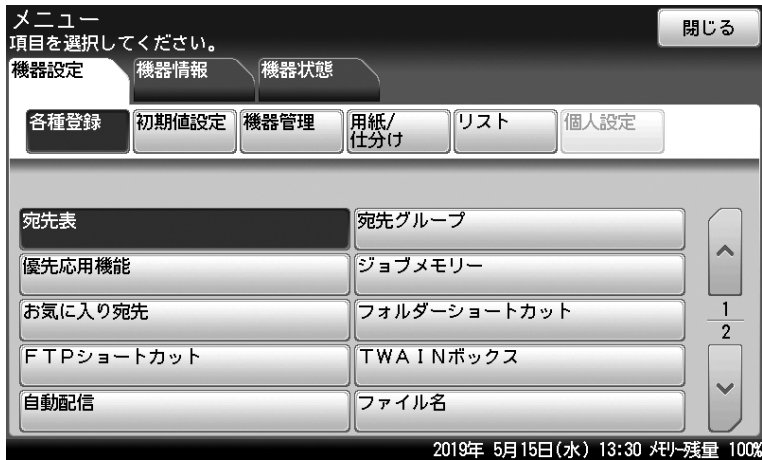 メニュー
項目を選択してください。
閉じる
機器設定
機器情報
機器状態
各種登録
初期値設定
機器管理
用紙/
仕分け
リスト
個人設定
宛先表
宛先グループ
優先応用機能
ジョブメモリー
お気に入り宛先
フォルダーショートカット
FTPショートカット
TWAINボックス
自動配信
ファイル名
1
2
2019年 5月15日(水) 13:30 メモリー残量 100%